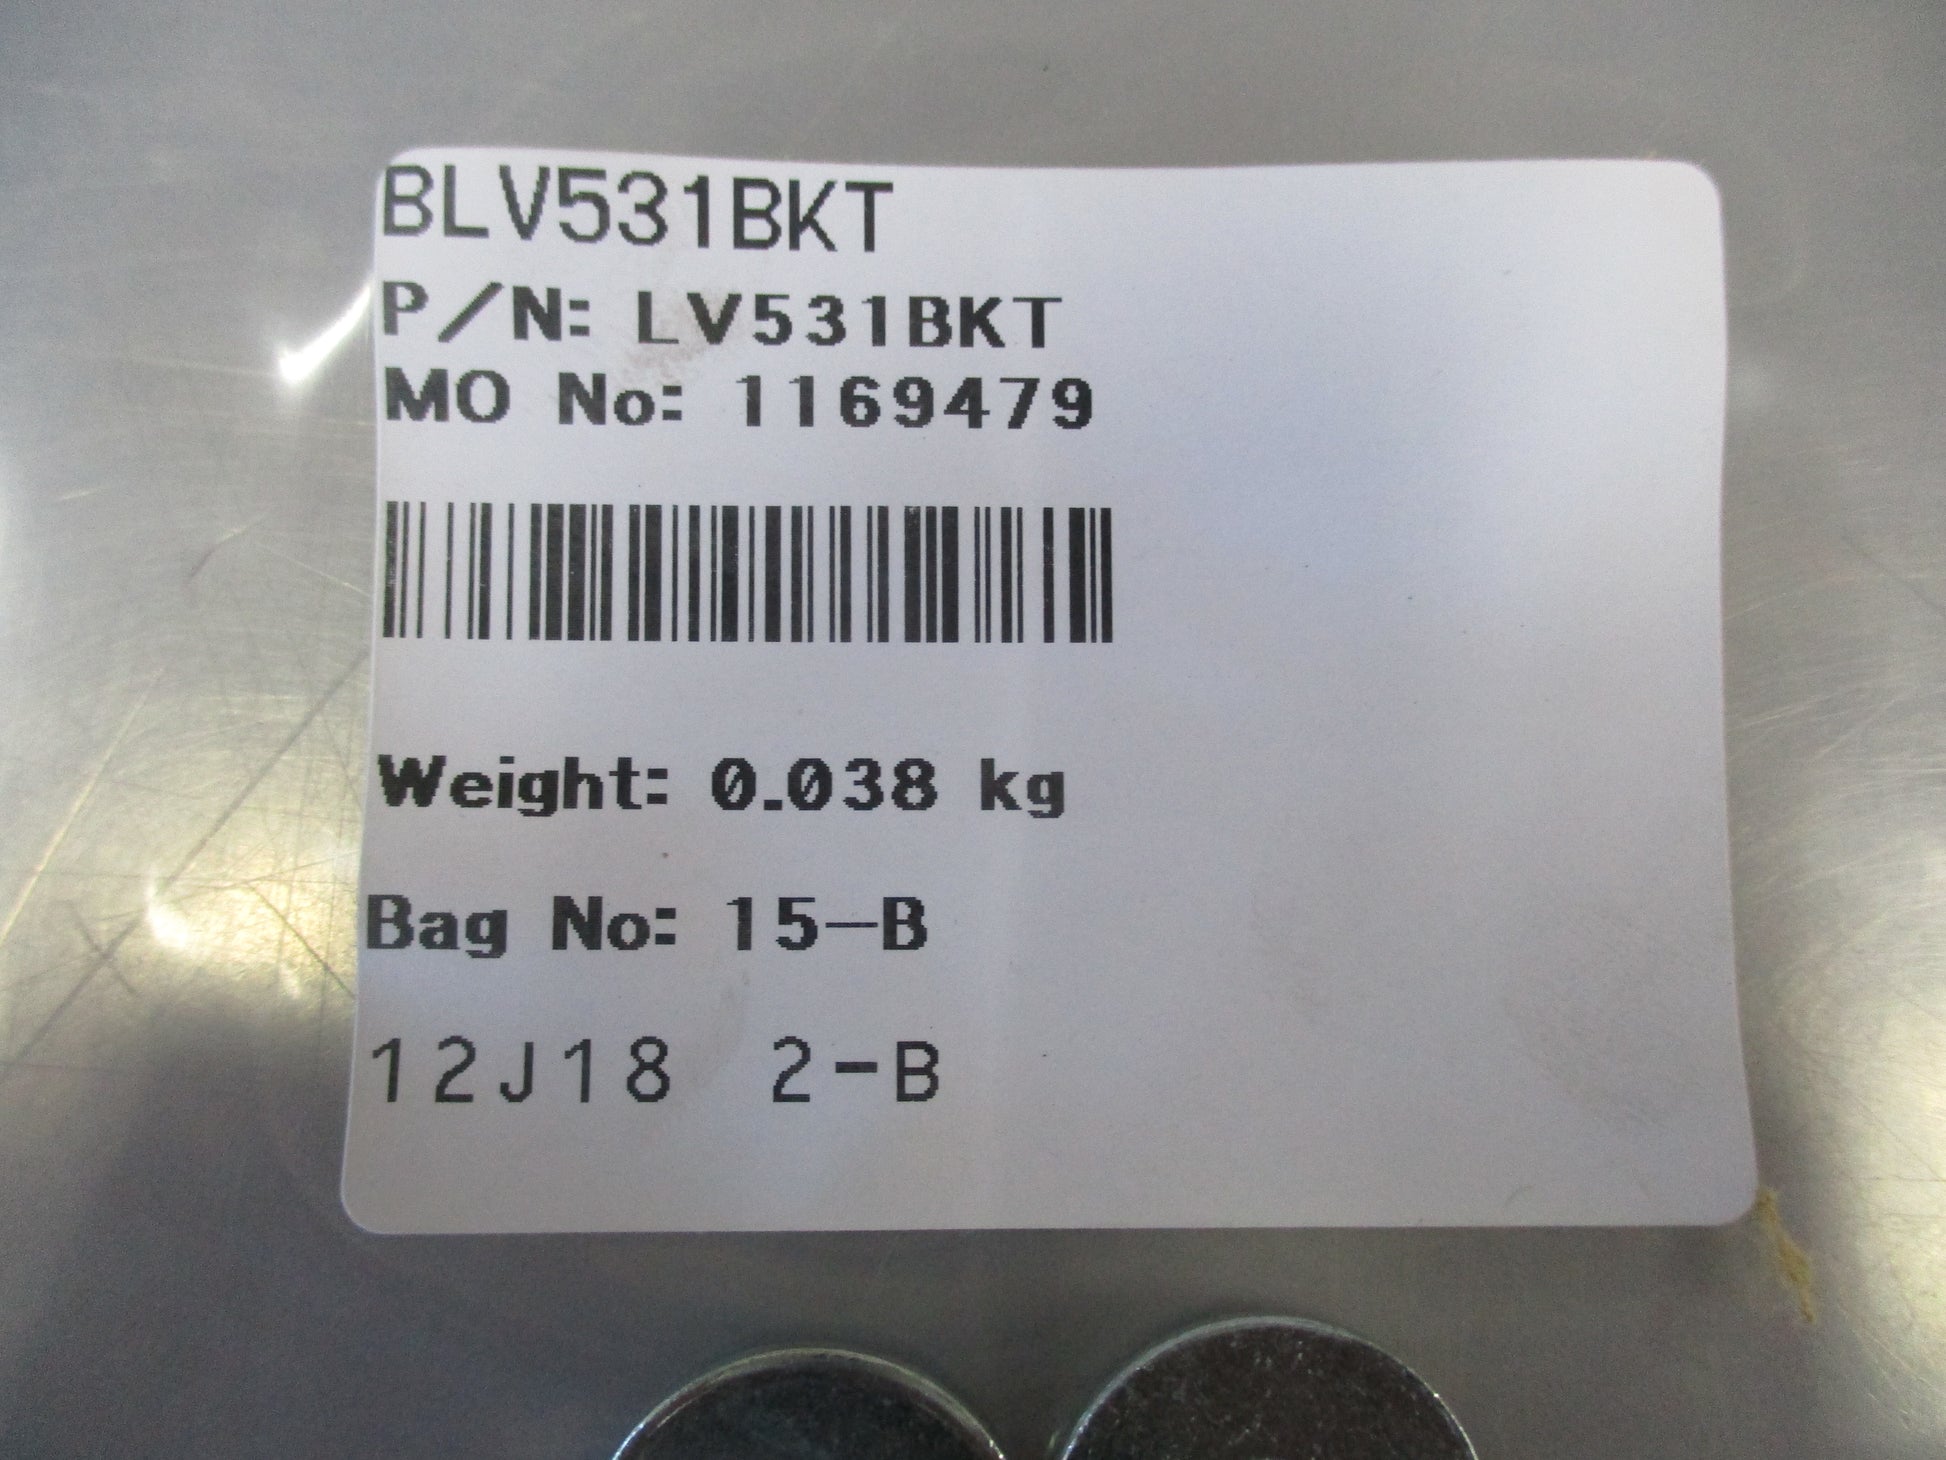 BLV531BKT
P/N: LV531BKT
MO No: 1169479
Weight: 0.038 kg
Bag No: 15-B
12J18 2-B